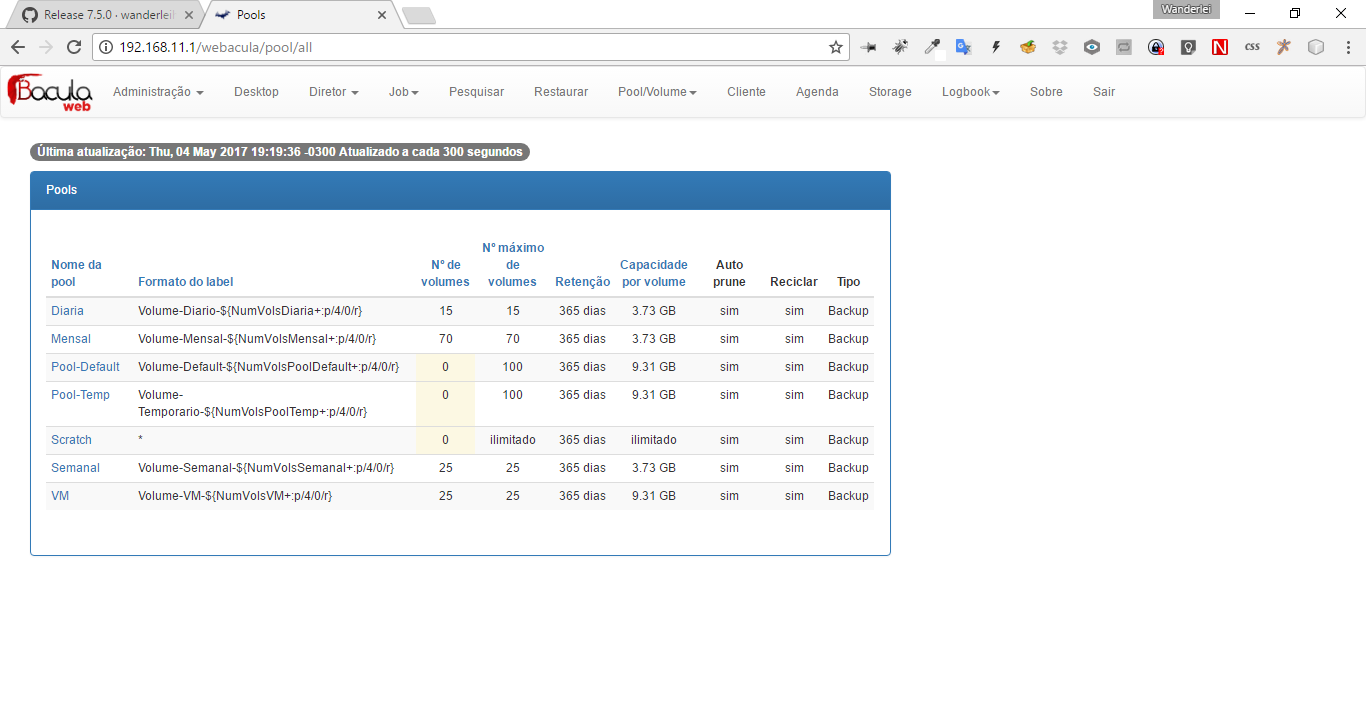 Wanderlei
Release 7.5.0 · wanderleih
Pools
192.168.11.1/webacula/pool/all
CSS
Bacula
web
Administração Desktop Diretor Job Pesquisar Restaurar Pool/Volume Cliente Agenda Storage Logbook Sobre Sair
Última atualização: Thu, 04 May 2017 19:19:36 -0300 Atualizado a cada 300 segundos
Pools
Nome da pool Formato do label Nº de volumes Nº máximo de volumes Retenção Capacidade por volume Auto prune Reciclar Tipo
Diaria Volume-Diario-${NumVolsDiaria+:p/4/0/r} 15 15 365 dias 3.73 GB sim sim Backup
Mensal Volume-Mensal-${NumVolsMensal+:p/4/0/r} 70 70 365 dias 3.73 GB sim sim Backup
Pool-Default Volume-Default-${NumVolsPoolDefault+:p/4/0/r} 0 100 365 dias 9.31 GB sim sim Backup
Pool-Temp Volume- 0 100 365 dias 9.31 GB sim sim Backup
Temporario-${NumVolsPoolTemp+:p/4/0/r}
Scratch * 0 ilimitado 365 dias ilimitado sim sim Backup
Semanal Volume-Semanal-${NumVolsSemanal+:p/4/0/r} 25 25 365 dias 3.73 GB sim sim Backup
VM Volume-VM-${NumVolsVM+:p/4/0/r} 25 25 365 dias 9.31 GB sim sim Backup